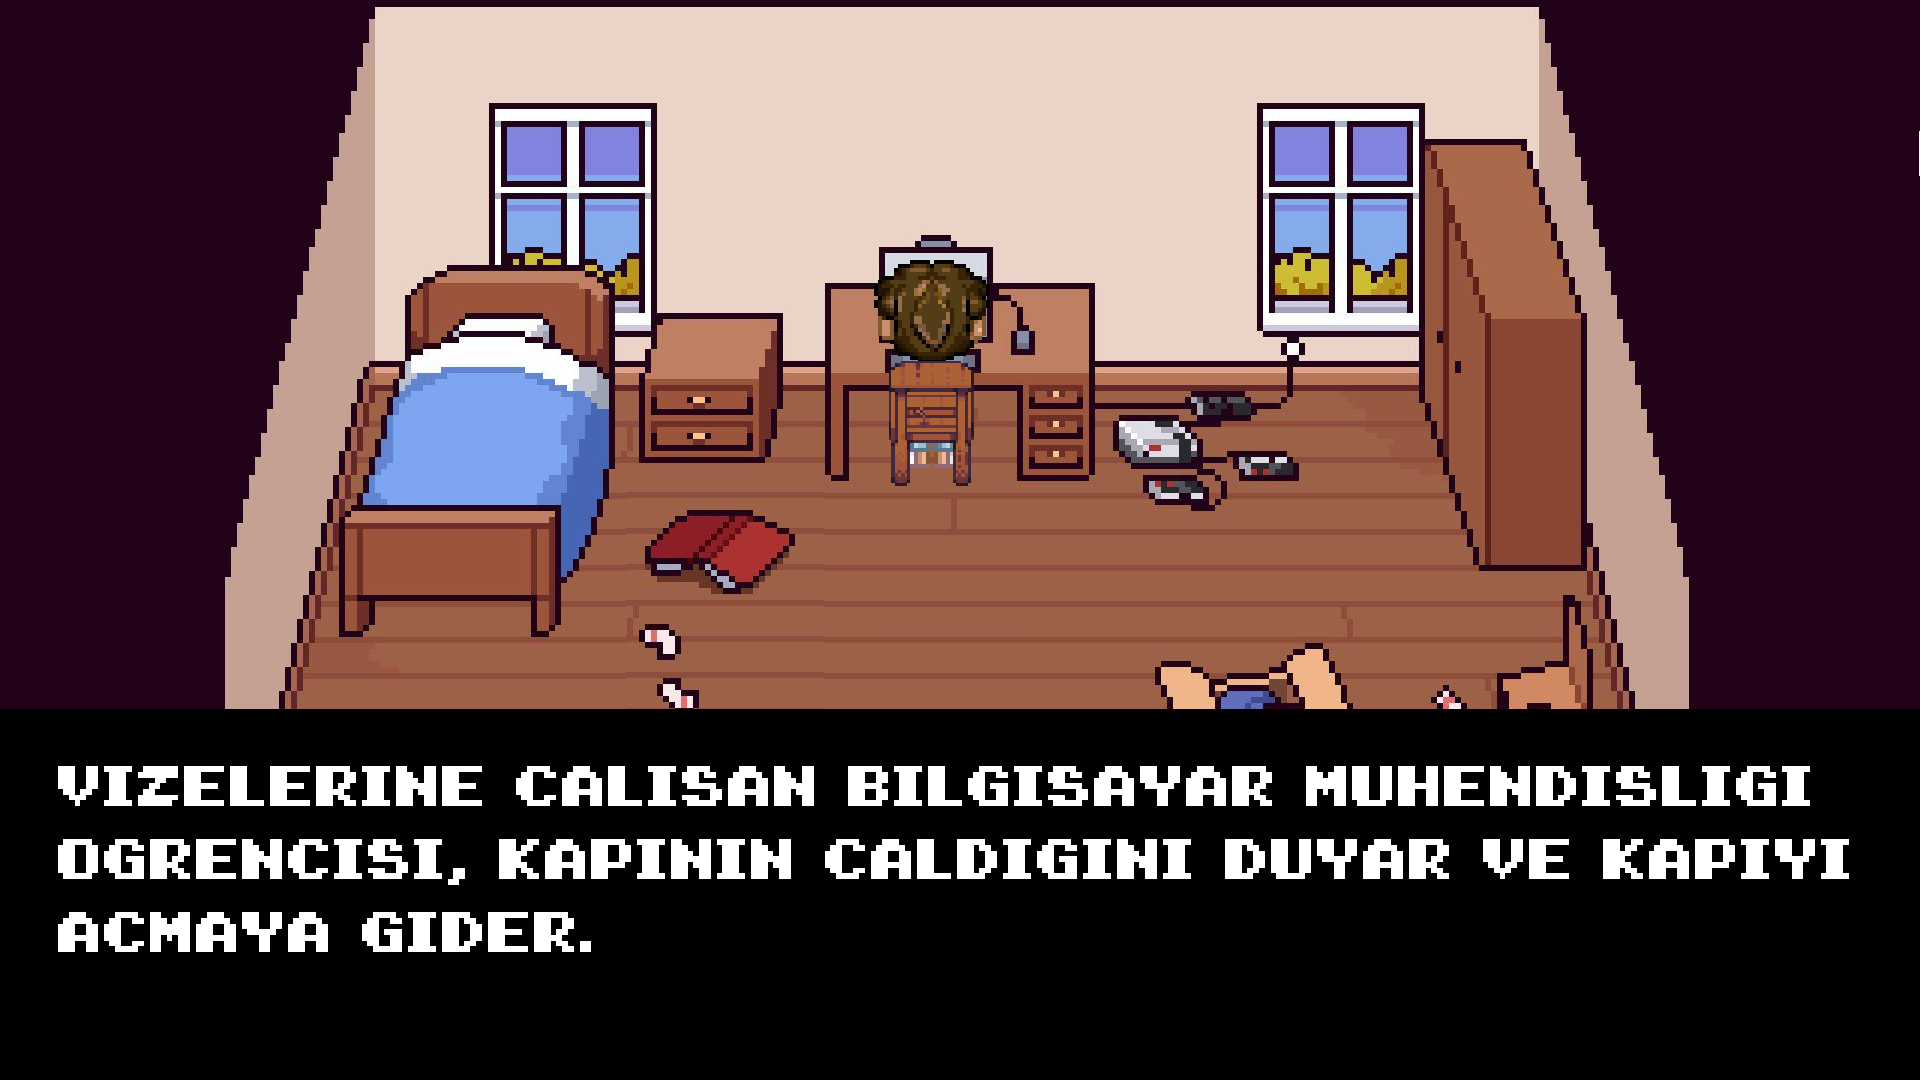 VIZELERINE CALISAN BILGISAYAR MUHENDISLIGI
OGRENCISI, KAPININ CALDIGINI DUYAR VE KAPIYI
ACMAYA GIDER.